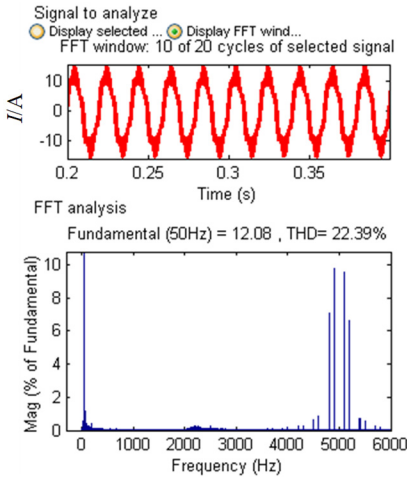 Signal to analyze
Display selected ... Display FFT wind...
FFT window: 10 of 20 cycles of selected signal
I/A
10
0
-10
0.2 0.25 0.3 0.35
Time (s)
FFT analysis
Fundamental (50Hz) = 12.08 , THD= 22.39%
Mag (% of Fundamental)
10
8
6
4
2
0
0 1000 2000 3000 4000 5000 6000
Frequency (Hz)